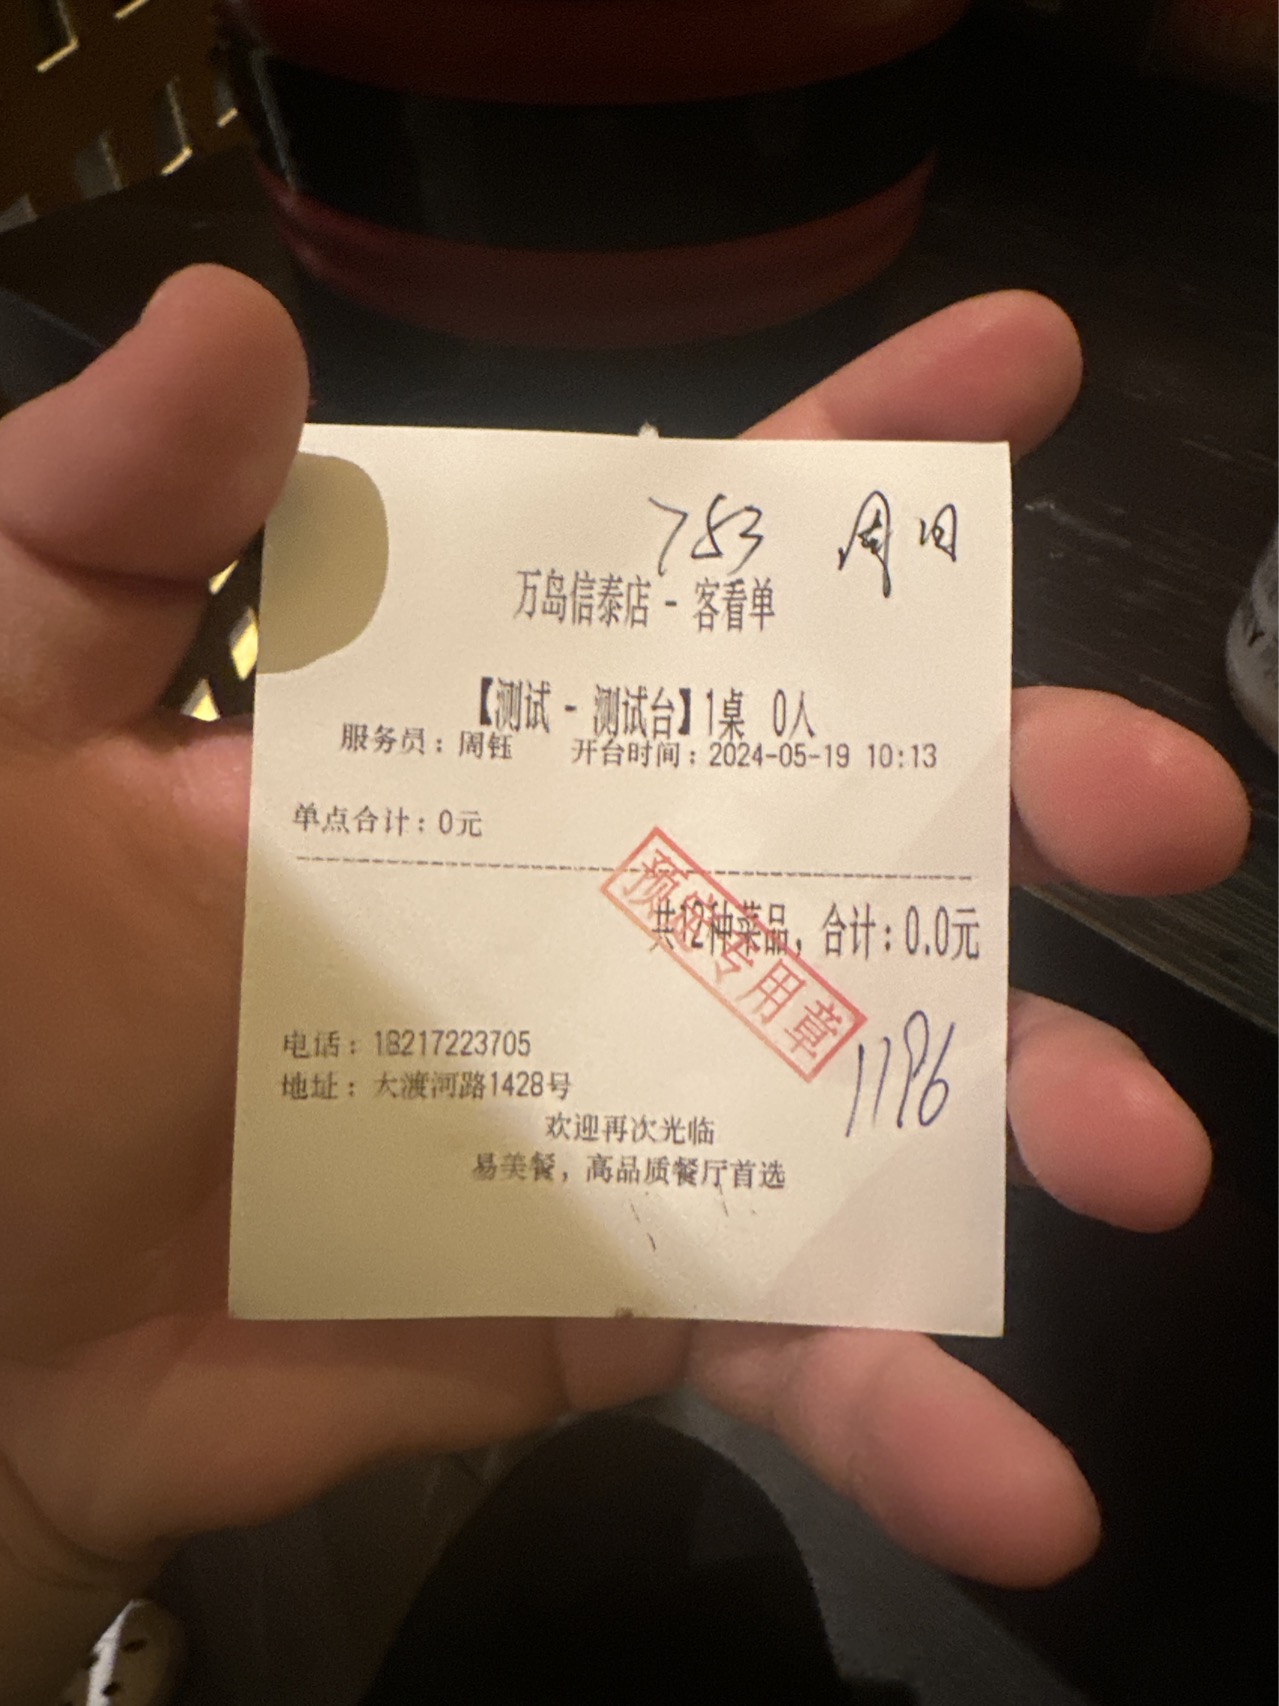 753 周日
万岛信泰店 - 客看单
【测试 - 测试台】1桌 0人
服务员：周钰 开台时间：2024-05-19 10:13
单点合计：0元
预定专用章
共12种菜品，合计：0.0元
1196
电话：18217223705
地址：大渡河路1428号
欢迎再次光临
易美餐，高品质餐厅首选